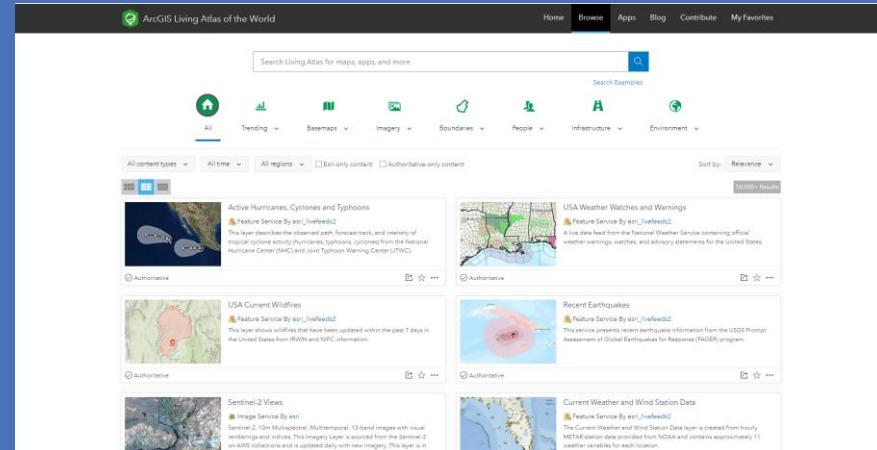 ArcGIS Living Atlas of the World
Home Browse Apps Blog Contribute My Favorites
Search Living Atlas for maps, apps, and more
Search Examples
All Trending Basemaps Imagery Boundaries People Infrastructure Environment
All content types All time All regions Esri-only content Authoritative-only content Sort by: Relevance
10,000+ Results
Active Hurricanes, Cyclones and Typhoons
Feature Service By esri_livefeeds2
This layer describes the observed path, forecast track, and intensity of
tropical cyclone activity (hurricanes, typhoons, cyclones) from the National
Hurricane Center (NHC) and Joint Typhoon Warning Center (JTWC).
Authoritative
USA Weather Watches and Warnings
Feature Service By esri_livefeeds2
A live data feed from the National Weather Service containing official
weather warnings, watches, and advisory statements for the United States.
Authoritative
USA Current Wildfires
Feature Service By esri_livefeeds2
This layer shows wildfires that have been updated within the past 7 days in
the United States from IRWIN and NIFC information.
Authoritative
Recent Earthquakes
Feature Service By esri_livefeeds2
This service presents recent earthquake information from the USGS Prompt
Assessment of Global Earthquakes for Response (PAGER) program.
Authoritative
Sentinel-2 Views
Image Service By esri
Sentinel-2, 10m Multispectral, Multitemporal, 13-band images with visual
renderings and indices. This Imagery Layer is sourced from the Sentinel-2
on AWS collections and is updated daily with new imagery. This layer is in
Current Weather and Wind Station Data
Feature Service By esri_livefeeds2
The Current Weather and Wind Station Data layer is created from hourly
METAR station data provided from NOAA and contains approximately 11
weather variables for each location.